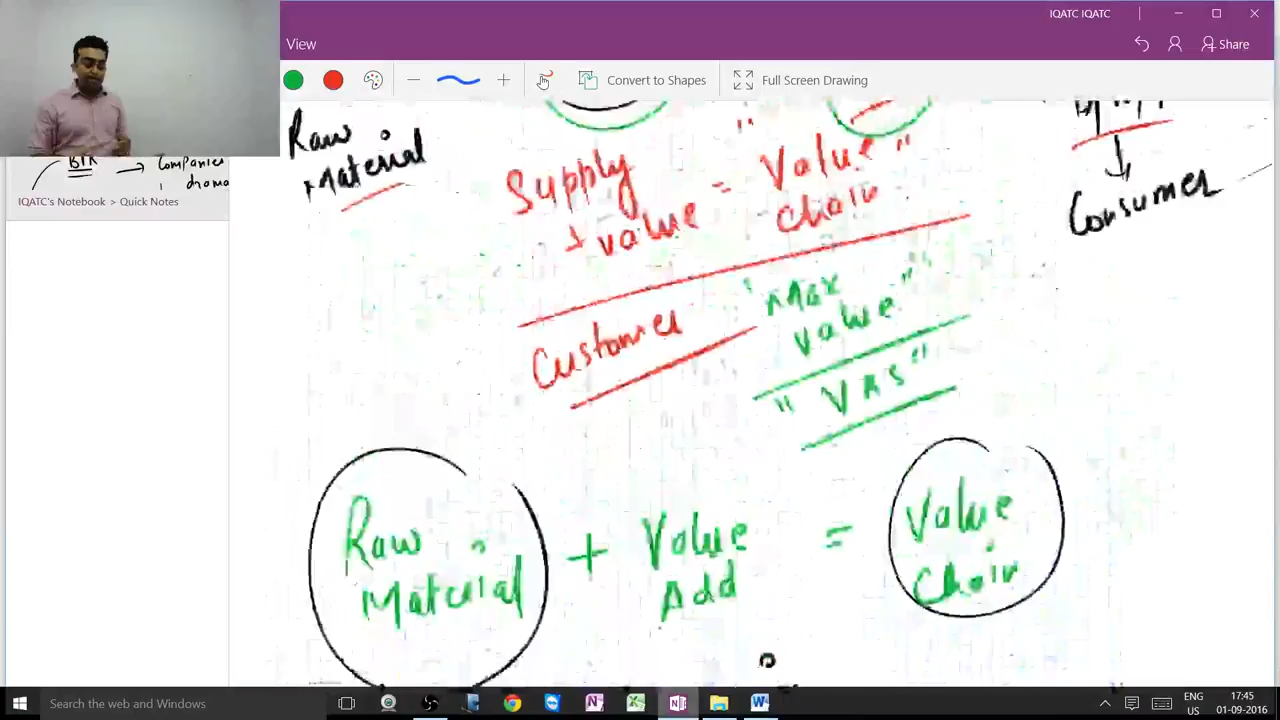 IQATC IQATC
View
Share
Convert to Shapes
Full Screen Drawing
BTR → Companies
IQATC's Notebook > Quick Notes
Raw
Material
Supply
+ value = "Value
chain"
Consumer
Customer
"Max
value"
"VAS"
Raw
Material + Value
Add = Value
Chain
Search the web and Windows
ENG
US
17:45
01-09-2016